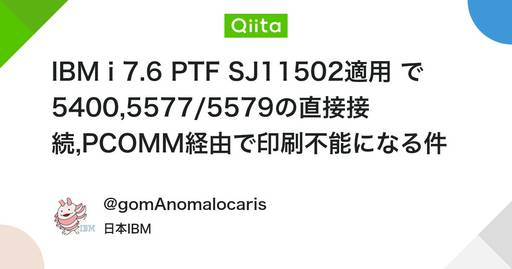 Qiita
IBM i 7.6 PTF SJ11502適用 で
5400,5577/5579の直接接
続,PCOMM経由で印刷不能になる件
@gomAnomalocaris
IBM
日本IBM